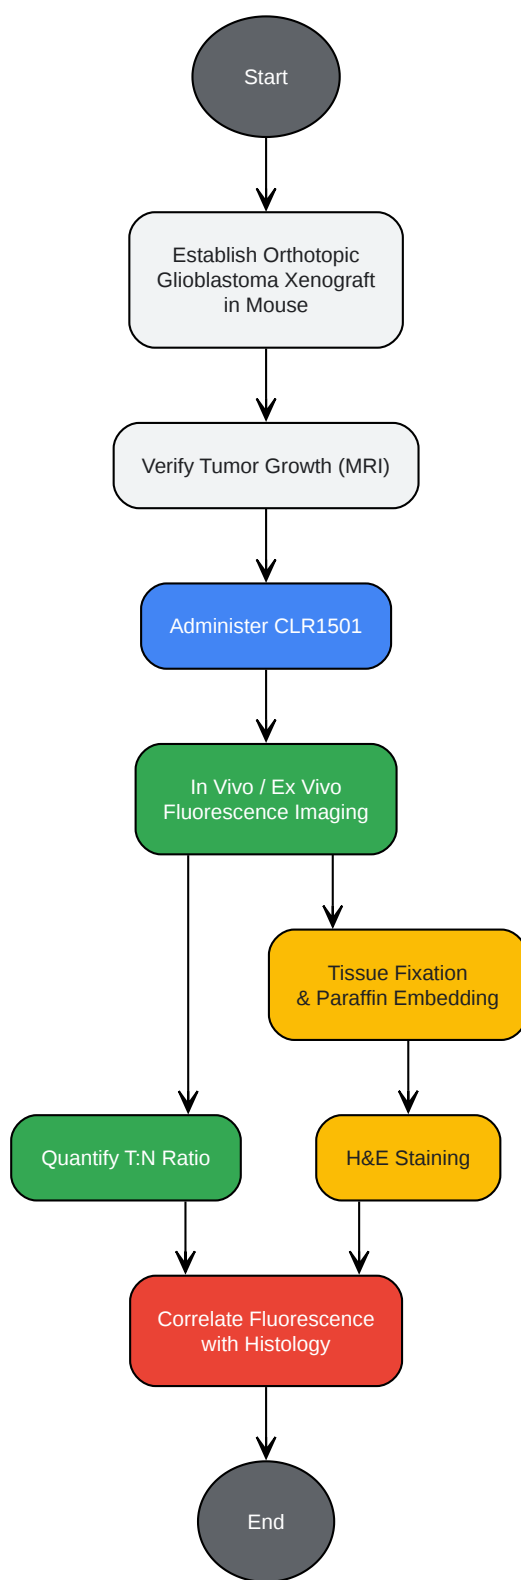 Start
Establish Orthotopic
Glioblastoma Xenograft
in Mouse
Verify Tumor Growth (MRI)
Administer CLR1501
In Vivo / Ex Vivo
Fluorescence Imaging
Tissue Fixation
& Paraffin Embedding
Quantify T:N Ratio
H&E Staining
Correlate Fluorescence
with Histology
End